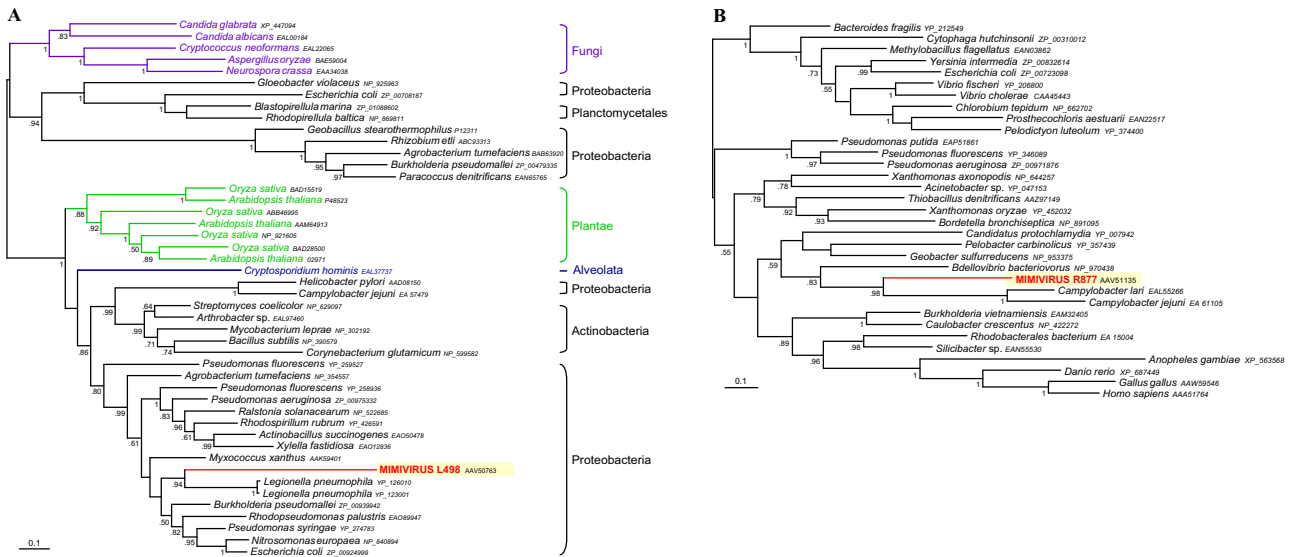 A
Candida glabrata XP_447094
.83
Candida albicans EAL00184
1
Cryptococcus neoformans EAL22065
Aspergillus oryzae BAE59004
1
Neurospora crassa EAA34038
1
Fungi
Gloeobacter violaceus NP_925963
Escherichia coli ZP_00708187
1
Proteobacteria
Blastopirellula marina ZP_01088602
Rhodopirellula baltica NP_869811
1
Planctomycetales
.94
Geobacillus stearothermophilus P12311
Rhizobium etli ABC93313
1
Agrobacterium tumefaciens BAB63920
1
Burkholderia pseudomallei ZP_00479335
.95
Paracoccus denitrificans EAN65765
.97
Proteobacteria
Oryza sativa BAD15519
Arabidopsis thaliana P48523
1
.88
Oryza sativa ABB46995
Arabidopsis thaliana AAM64913
.92
Oryza sativa NP_921605
1
Oryza sativa BAD28500
.50
Arabidopsis thaliana 02971
.89
Plantae
1
Cryptosporidium hominis EAL37737
Alveolata
Helicobacter pylori AAD08150
Campylobacter jejuni EA 57479
1
Proteobacteria
.99
Streptomyces coelicolor NP_629097
.64
Arthrobacter sp. EAL97460
.99
Mycobacterium leprae NP_302192
Bacillus subtilis NP_390579
.71
Corynebacterium glutamicum NP_599582
.74
Actinobacteria
.86
Pseudomonas fluorescens YP_259527
Agrobacterium tumefaciens NP_354557
.80
Pseudomonas fluorescens YP_258936
Pseudomonas aeruginosa ZP_00975332
1
.99
Ralstonia solanacearum NP_522685
.83
Rhodospirillum rubrum YP_426591
.96
Actinobacillus succinogenes EAO50478
.61
Xylella fastidiosa EAO12836
.99
.61
Myxococcus xanthus AAK59401
MIMIVIRUS L498 AAV50763
Legionella pneumophila YP_126010
.94
Legionella pneumophila YP_123001
1
1
Burkholderia pseudomallei ZP_00939942
Rhodopseudomonas palustris EAO89947
.50
Pseudomonas syringae YP_274783
.82
Nitrosomonas europaea NP_840894
.95
Escherichia coli ZP_00924999
1
Proteobacteria
0.1
B
Bacteroides fragilis YP_212549
Cytophaga hutchinsonii ZP_00310012
1
Methylobacillus flagellatus EAN03862
Yersinia intermedia ZP_00832614
.73
Escherichia coli ZP_00723098
.99
.55
Vibrio fischeri YP_206800
Vibrio cholerae CAA45443
1
Chlorobium tepidum NP_662702
1
Prosthecochloris aestuarii EAN22517
1
Pelodictyon luteolum YP_374400
1
Pseudomonas putida EAP51861
Pseudomonas fluorescens YP_346089
1
Pseudomonas aeruginosa ZP_00971876
.97
Xanthomonas axonopodis NP_644257
Acinetobacter sp. YP_047153
.78
Thiobacillus denitrificans AAZ97149
.79
Xanthomonas oryzae YP_452032
.92
Bordetella bronchiseptica NP_891095
.93
Candidatus protochlamydia YP_007942
Pelobacter carbinolicus YP_357439
.55
1
Geobacter sulfurreducens NP_953375
.59
Bdellovibrio bacteriovorus NP_970438
.83
MIMIVIRUS R877 AAV51135
Campylobacter lari EAL55266
.98
Campylobacter jejuni EA 61105
1
1
Burkholderia vietnamiensis EAM32405
Caulobacter crescentus NP_422272
1
Rhodobacterales bacterium EA 15004
.89
Silicibacter sp. EAN55530
.98
Anopheles gambiae XP_563568
.96
Danio rerio XP_687449
1
Gallus gallus AAW59546
1
Homo sapiens AAA51764
1
0.1